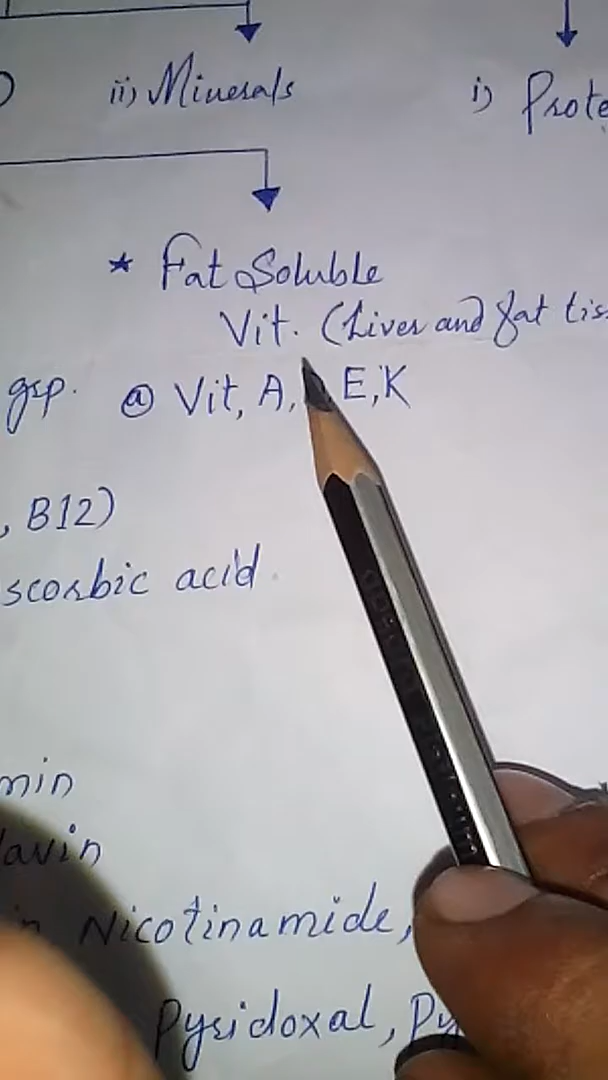 ii) Minerals
i) Prote
* Fat Soluble
Vit. (Liver and fat tis
grp. @ Vit, A, E, K
, B12)
scorbic acid
min
lavin
Nicotinamide,
Pyridoxal, Py